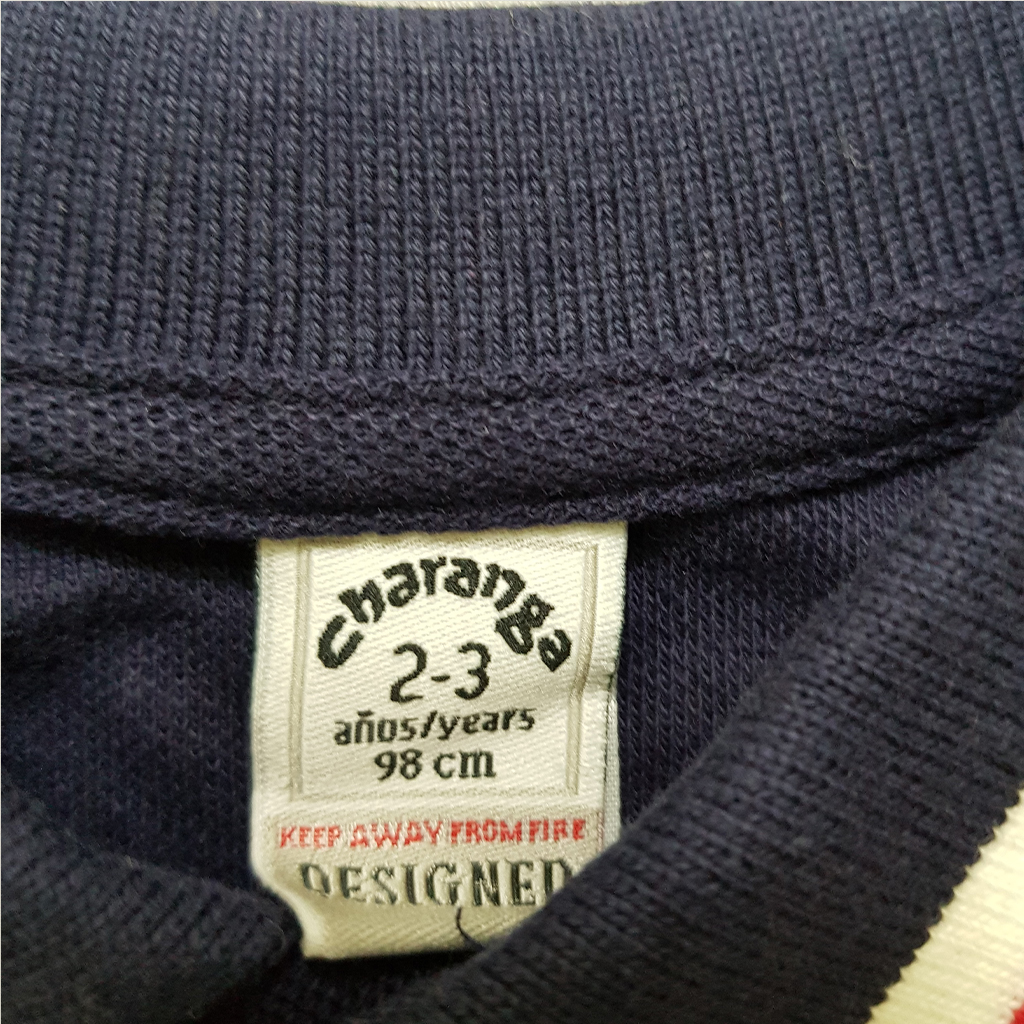 charanga
2-3
años/years
98 cm
KEEP AWAY FROM FIRE
DESIGNED